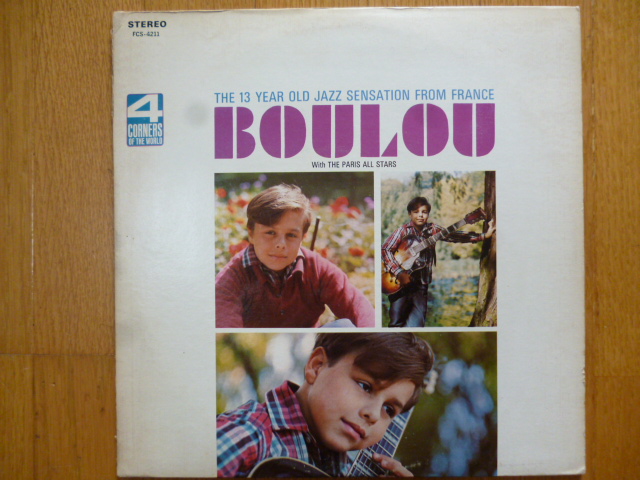 STEREO
FCS-4211
THE 13 YEAR OLD JAZZ SENSATION FROM FRANCE
4
CORNERS
OF THE WORLD
BOULOU
With THE PARIS ALL STARS